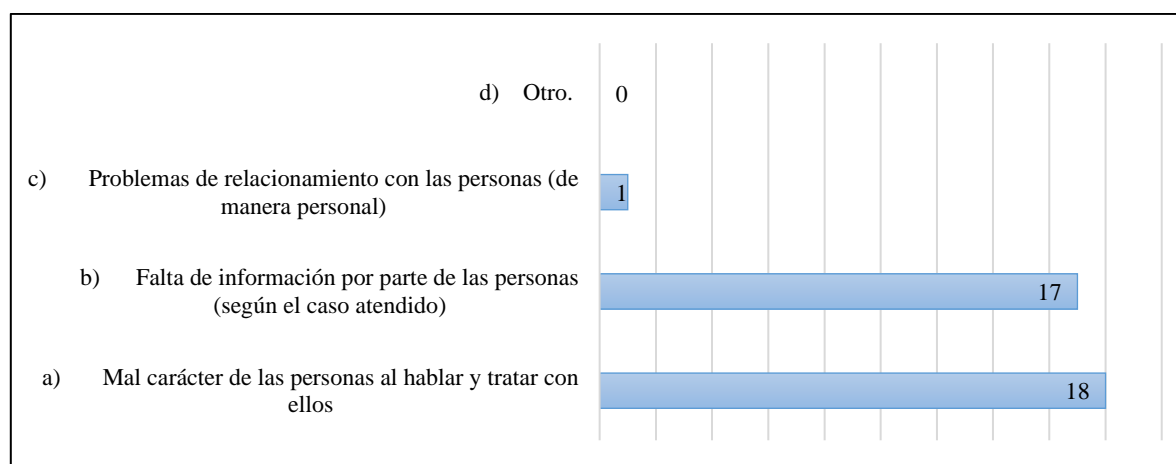 d) Otro.
0
c) Problemas de relacionamiento con las personas (de
manera personal)
1
b) Falta de información por parte de las personas
(según el caso atendido)
17
a) Mal carácter de las personas al hablar y tratar con
ellos
18